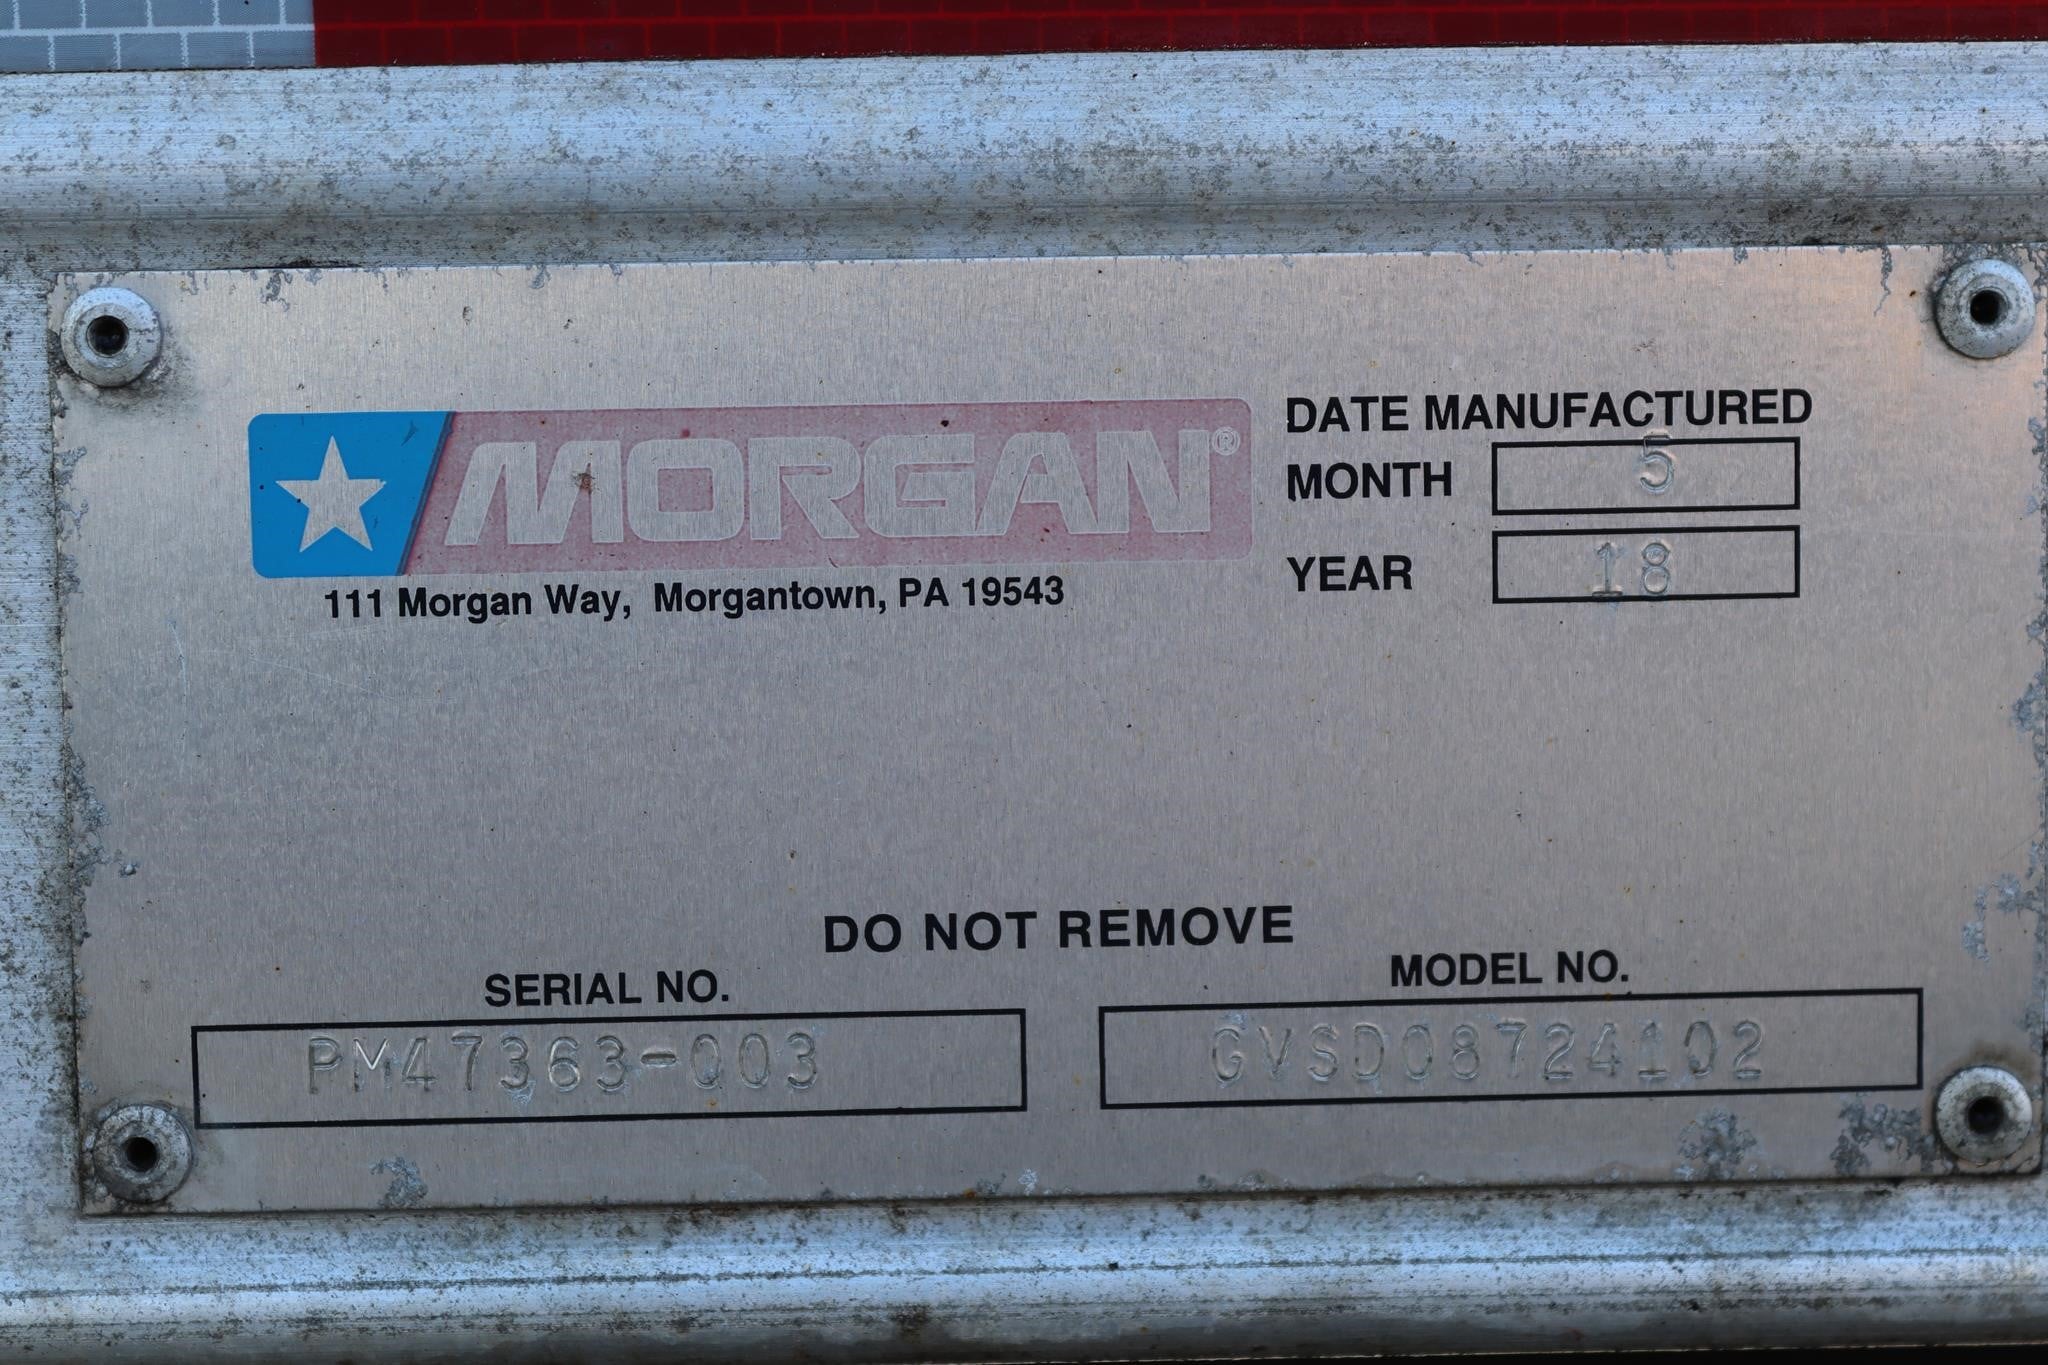 MORGAN®
111 Morgan Way, Morgantown, PA 19543
DATE MANUFACTURED
MONTH 5
YEAR 18
DO NOT REMOVE
SERIAL NO.
PM47363-003
MODEL NO.
GVSD08724102